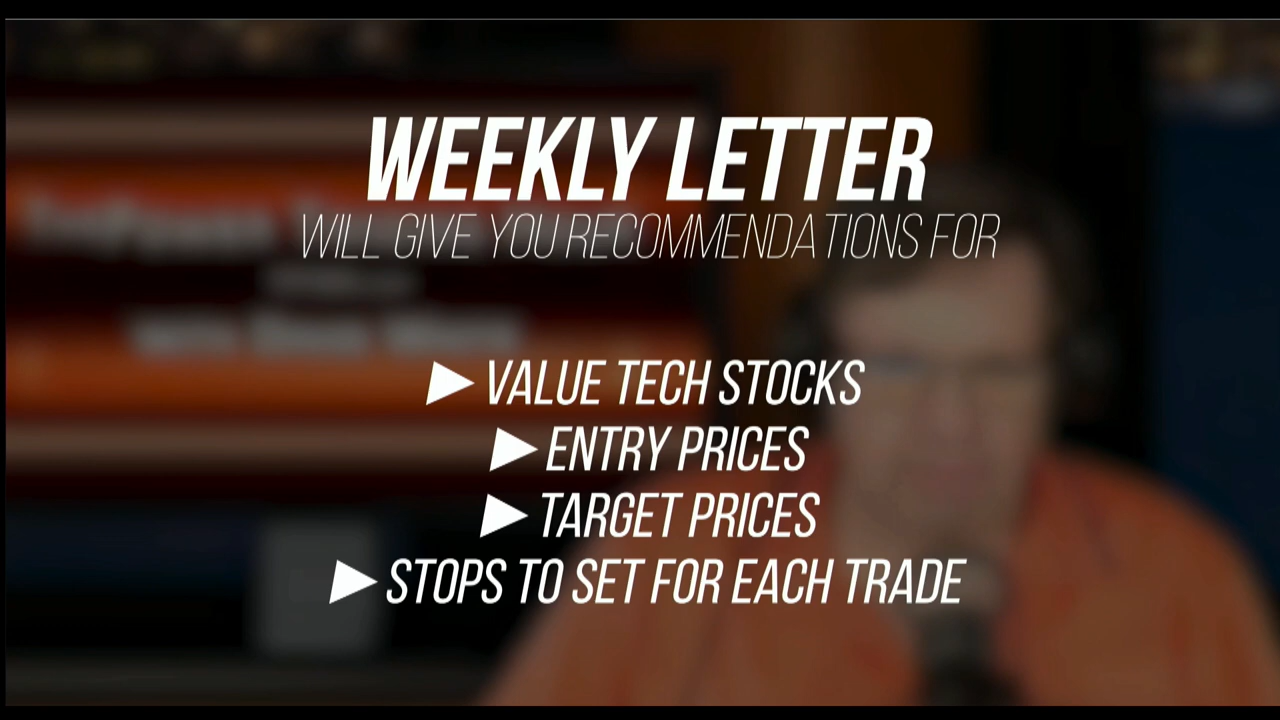 WEEKLY LETTER
WILL GIVE YOU RECOMMENDATIONS FOR
▶ VALUE TECH STOCKS
▶ ENTRY PRICES
▶ TARGET PRICES
▶ STOPS TO SET FOR EACH TRADE